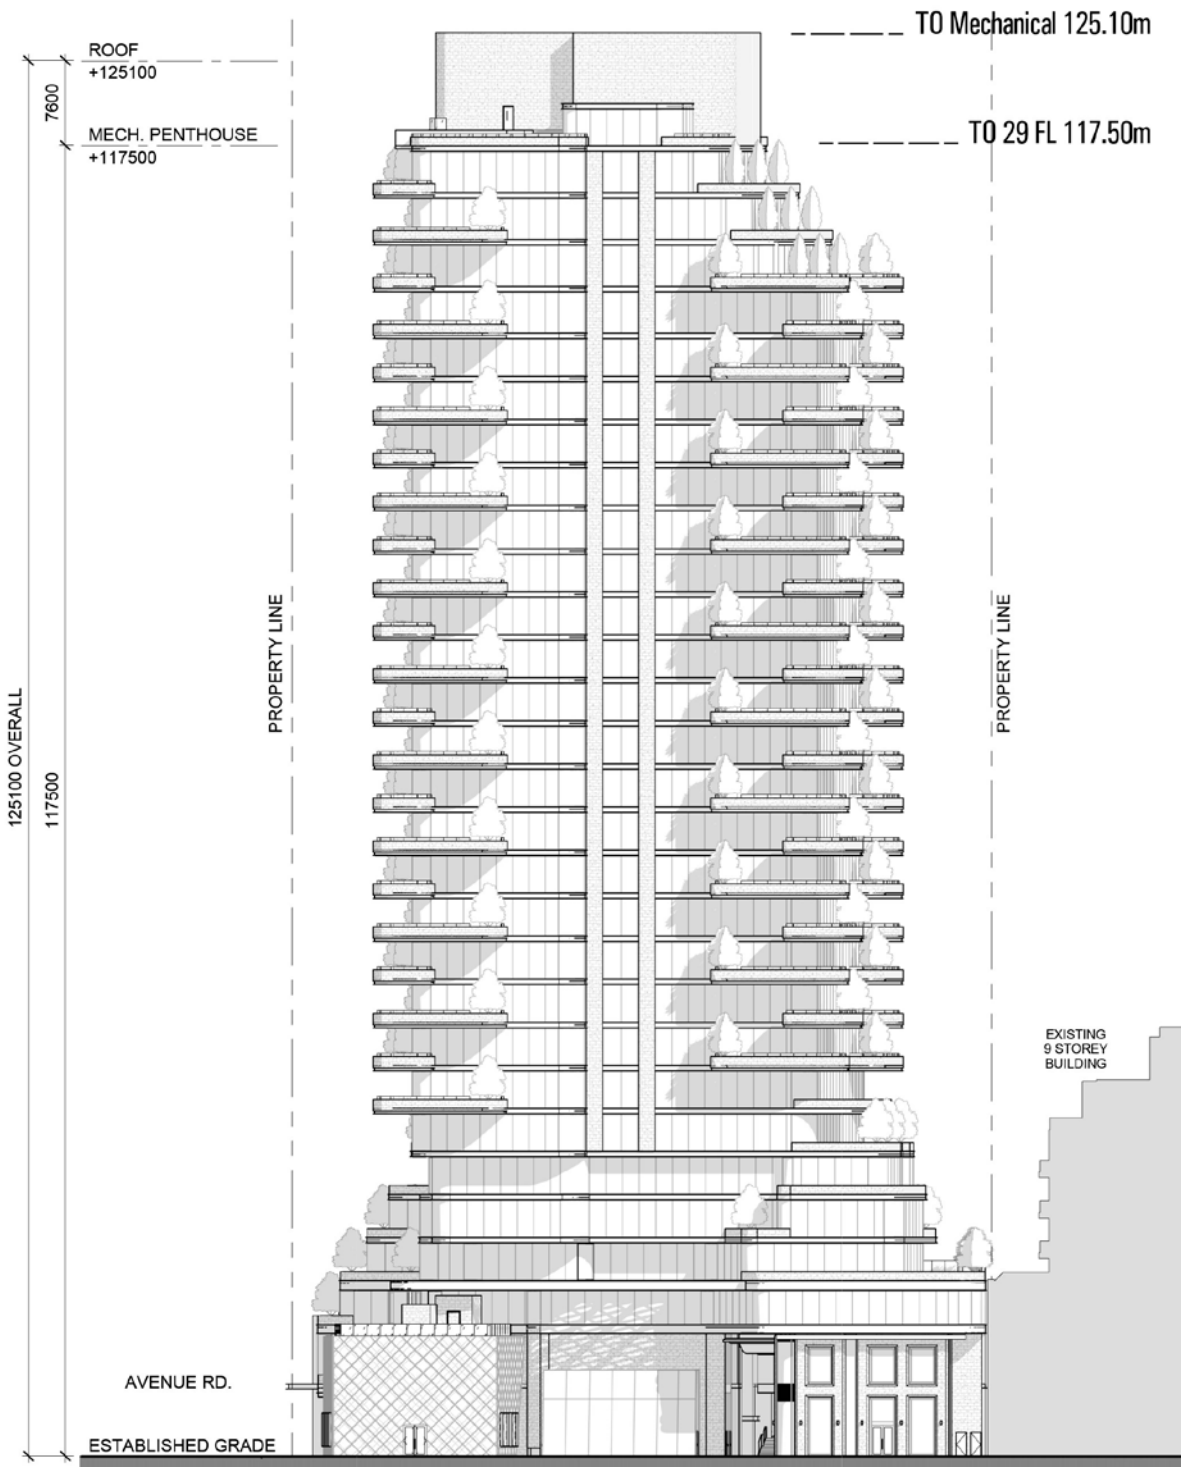 TO Mechanical 125.10m
ROOF
+125100
7600
MECH. PENTHOUSE
+117500
TO 29 FL 117.50m
PROPERTY LINE
PROPERTY LINE
125100 OVERALL
117500
EXISTING
9 STOREY
BUILDING
AVENUE RD.
ESTABLISHED GRADE